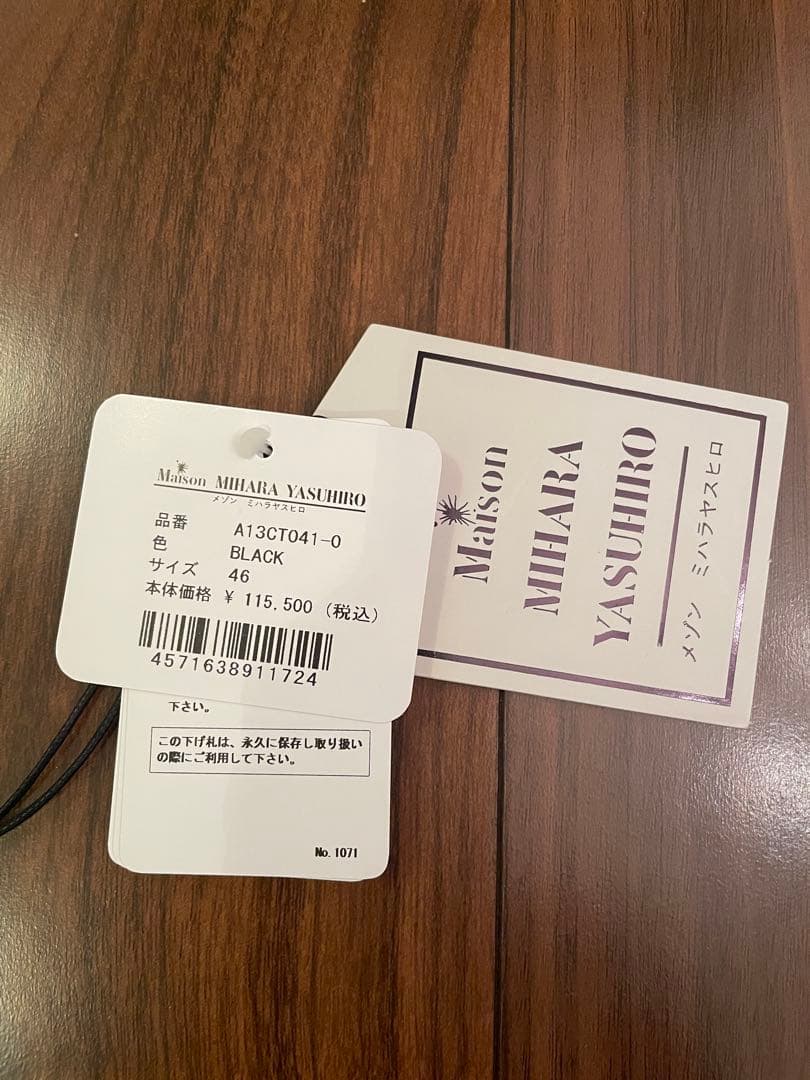 Maison MIHARA YASUHIRO
メゾン ミハラヤスヒロ
品番 A13CT041-0
色 BLACK
サイズ 46
本体価格 ¥ 115,500 (税込)
4571638911724
下さい。
この下げ札は、永久に保存し取り扱い
の際にご利用して下さい。
No. 1071
Maison
MIHARA
YASUHIRO
メゾン ミハラヤスヒロ